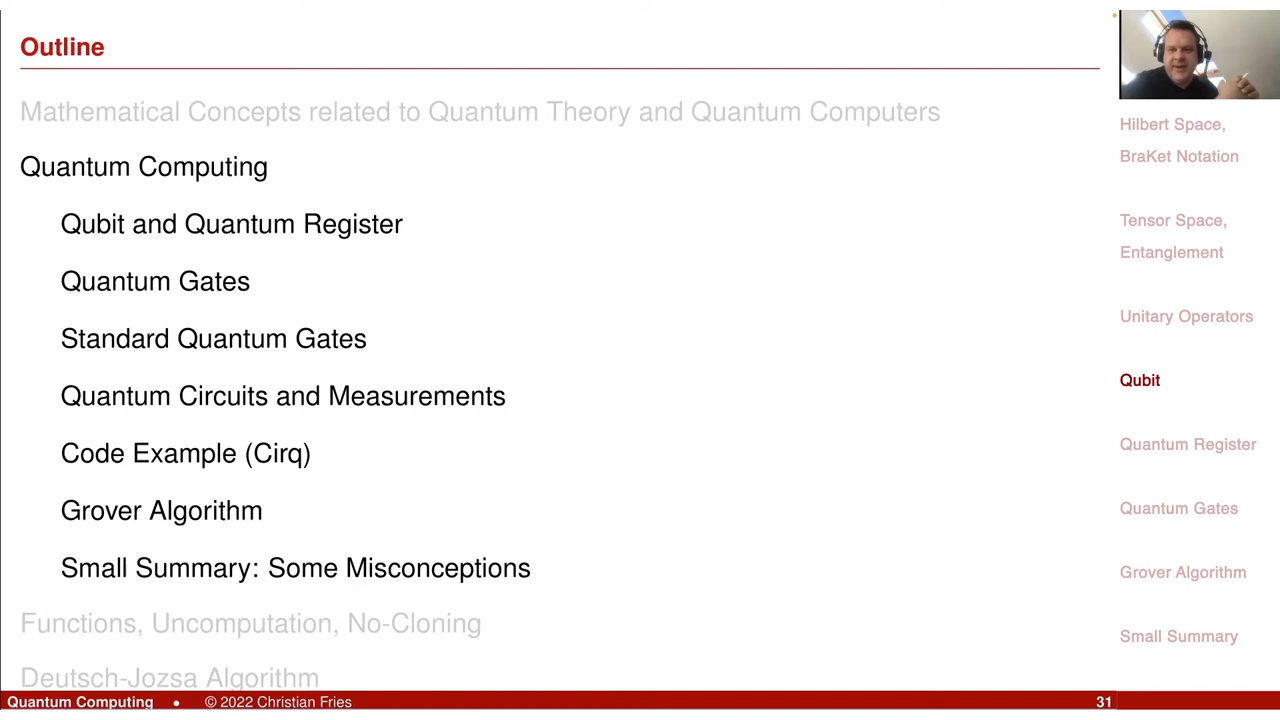 Outline
Mathematical Concepts related to Quantum Theory and Quantum Computers
Quantum Computing
Qubit and Quantum Register
Quantum Gates
Standard Quantum Gates
Quantum Circuits and Measurements
Code Example (Cirq)
Grover Algorithm
Small Summary: Some Misconceptions
Functions, Uncomputation, No-Cloning
Deutsch-Jozsa Algorithm
Hilbert Space,
BraKet Notation
Tensor Space,
Entanglement
Unitary Operators
Qubit
Quantum Register
Quantum Gates
Grover Algorithm
Small Summary
Quantum Computing • © 2022 Christian Fries 31